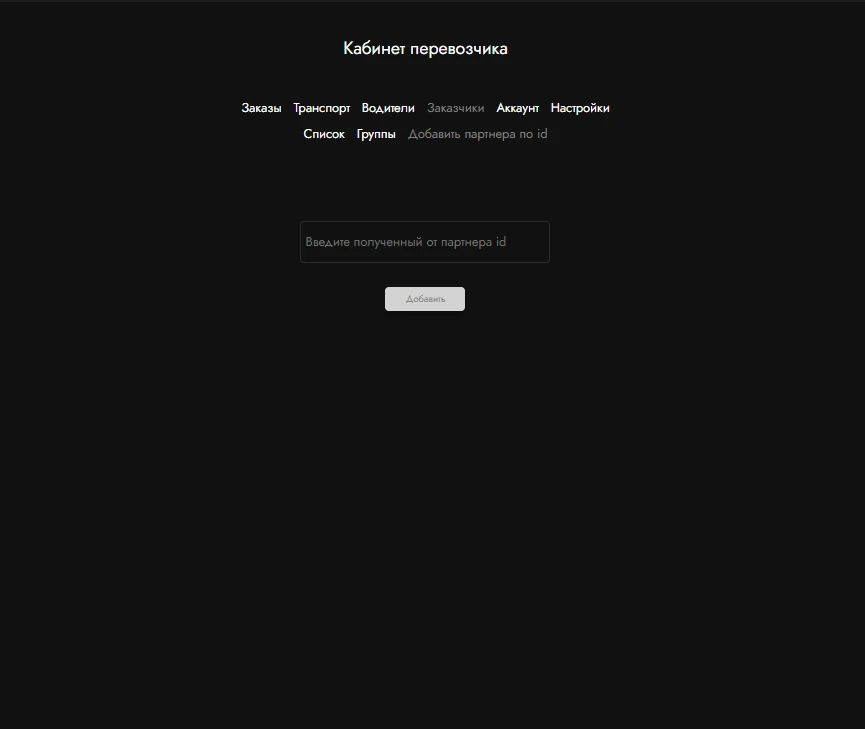 Кабинет перевозчика
Заказы Транспорт Водители Заказчики Аккаунт Настройки
Список Группы Добавить партнера по id
Введите полученный от партнера id
Добавить